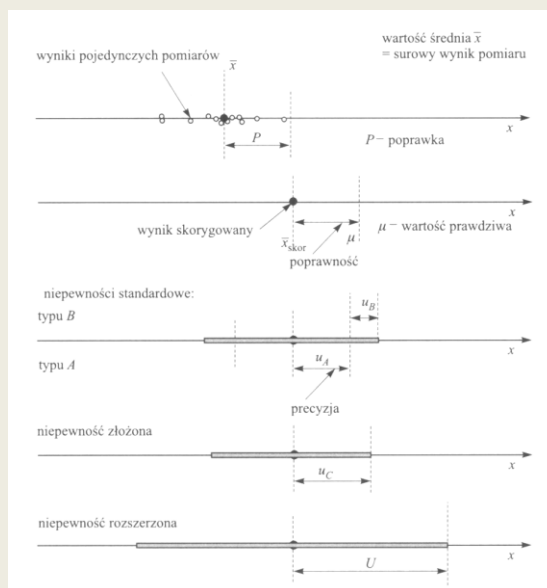 wyniki pojedynczych pomiarów
x̄
wartość średnia x̄
= surowy wynik pomiaru
x
P
P – poprawka
x
wynik skorygowany
x̄skor
μ
μ – wartość prawdziwa
poprawność
niepewności standardowe:
typu B
uB
x
typu A
uA
precyzja
niepewność złożona
x
uC
niepewność rozszerzona
x
U